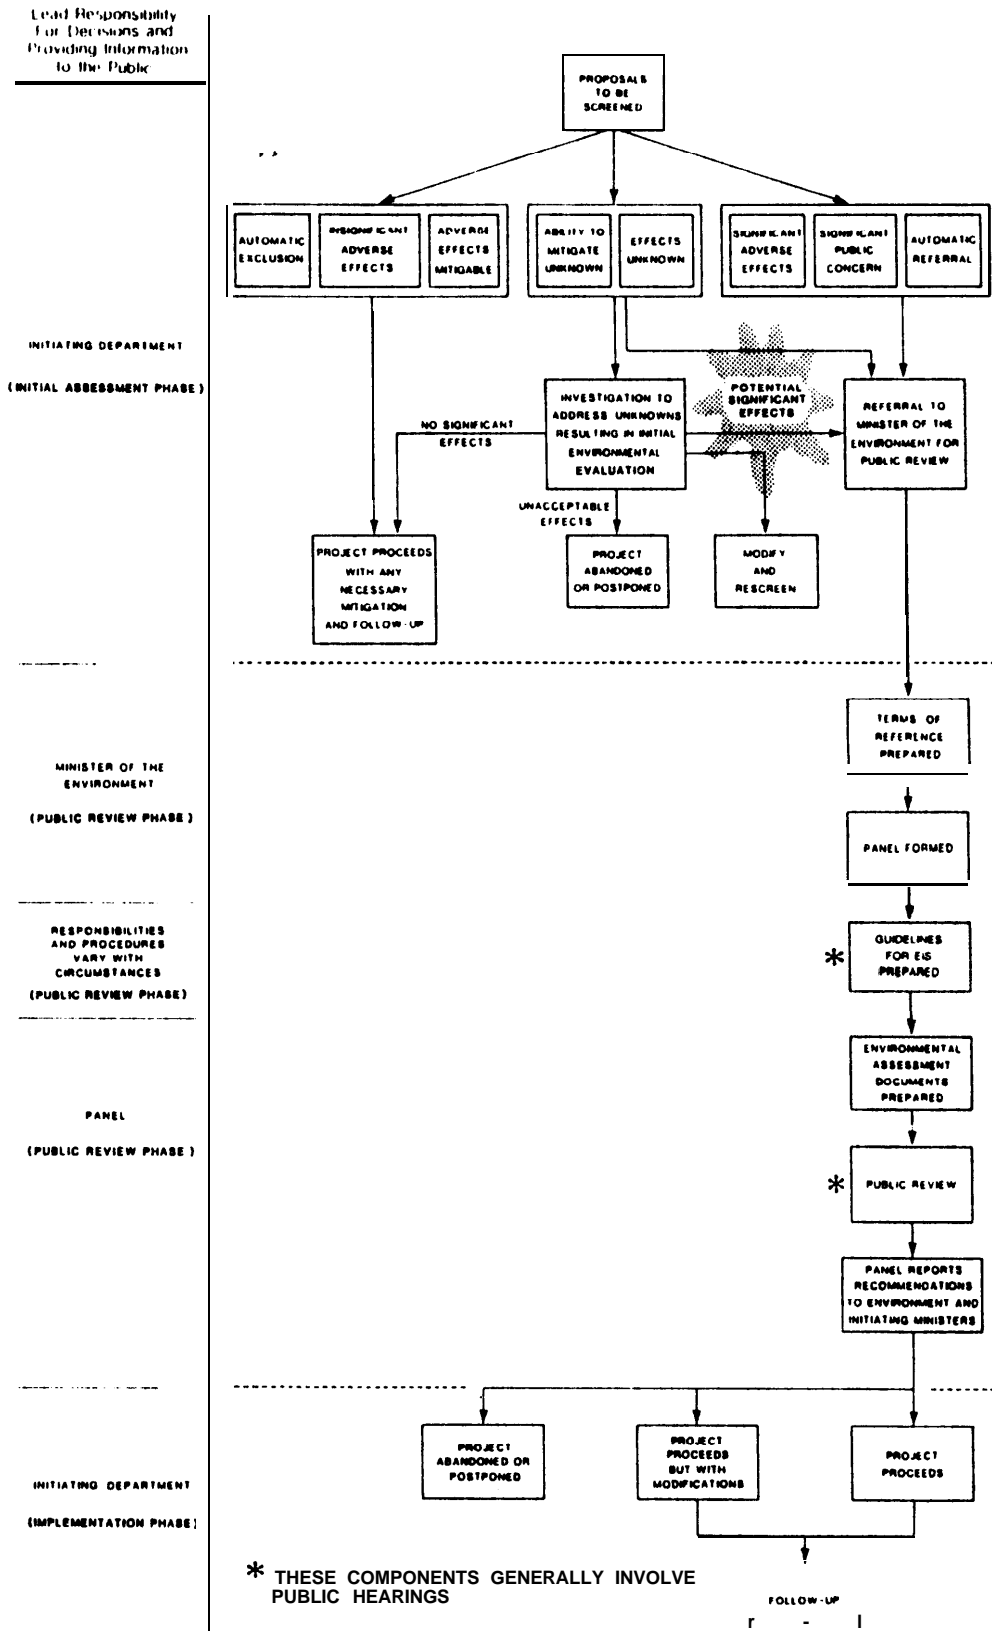 Lead Responsibility
For Decisions and
Providing Information
to the Public
PROPOSALS
TO BE
SCREENED
AUTOMATIC
EXCLUSION
INSIGNIFICANT
ADVERSE
EFFECTS
ADVERSE
EFFECTS
MITIGABLE
ABILITY TO
MITIGATE
UNKNOWN
EFFECTS
UNKNOWN
SIGNIFICANT
ADVERSE
EFFECTS
SIGNIFICANT
PUBLIC
CONCERN
AUTOMATIC
REFERRAL
INITIATING DEPARTMENT
(INITIAL ASSESSMENT PHASE)
NO SIGNIFICANT
EFFECTS
INVESTIGATION TO
ADDRESS UNKNOWNS
RESULTING IN INITIAL
ENVIRONMENTAL
EVALUATION
POTENTIAL
SIGNIFICANT
EFFECTS
REFERRAL TO
MINISTER OF THE
ENVIRONMENT FOR
PUBLIC REVIEW
UNACCEPTABLE
EFFECTS
PROJECT PROCEEDS
WITH ANY
NECESSARY
MITIGATION
AND FOLLOW-UP
PROJECT
ABANDONED
OR POSTPONED
MODIFY
AND
RESCREEN
MINISTER OF THE
ENVIRONMENT
(PUBLIC REVIEW PHASE)
TERMS OF
REFERENCE
PREPARED
PANEL FORMED
RESPONSIBILITIES
AND PROCEDURES
VARY WITH
CIRCUMSTANCES
(PUBLIC REVIEW PHASE)
* GUIDELINES
FOR EIS
PREPARED
PANEL
(PUBLIC REVIEW PHASE)
ENVIRONMENTAL
ASSESSMENT
DOCUMENTS
PREPARED
* PUBLIC REVIEW
PANEL REPORTS
RECOMMENDATIONS
TO ENVIRONMENT AND
INITIATING MINISTERS
INITIATING DEPARTMENT
(IMPLEMENTATION PHASE)
PROJECT
ABANDONED OR
POSTPONED
PROJECT
PROCEEDS
BUT WITH
MODIFICATIONS
PROJECT
PROCEEDS
* THESE COMPONENTS GENERALLY INVOLVE
PUBLIC HEARINGS
FOLLOW-UP